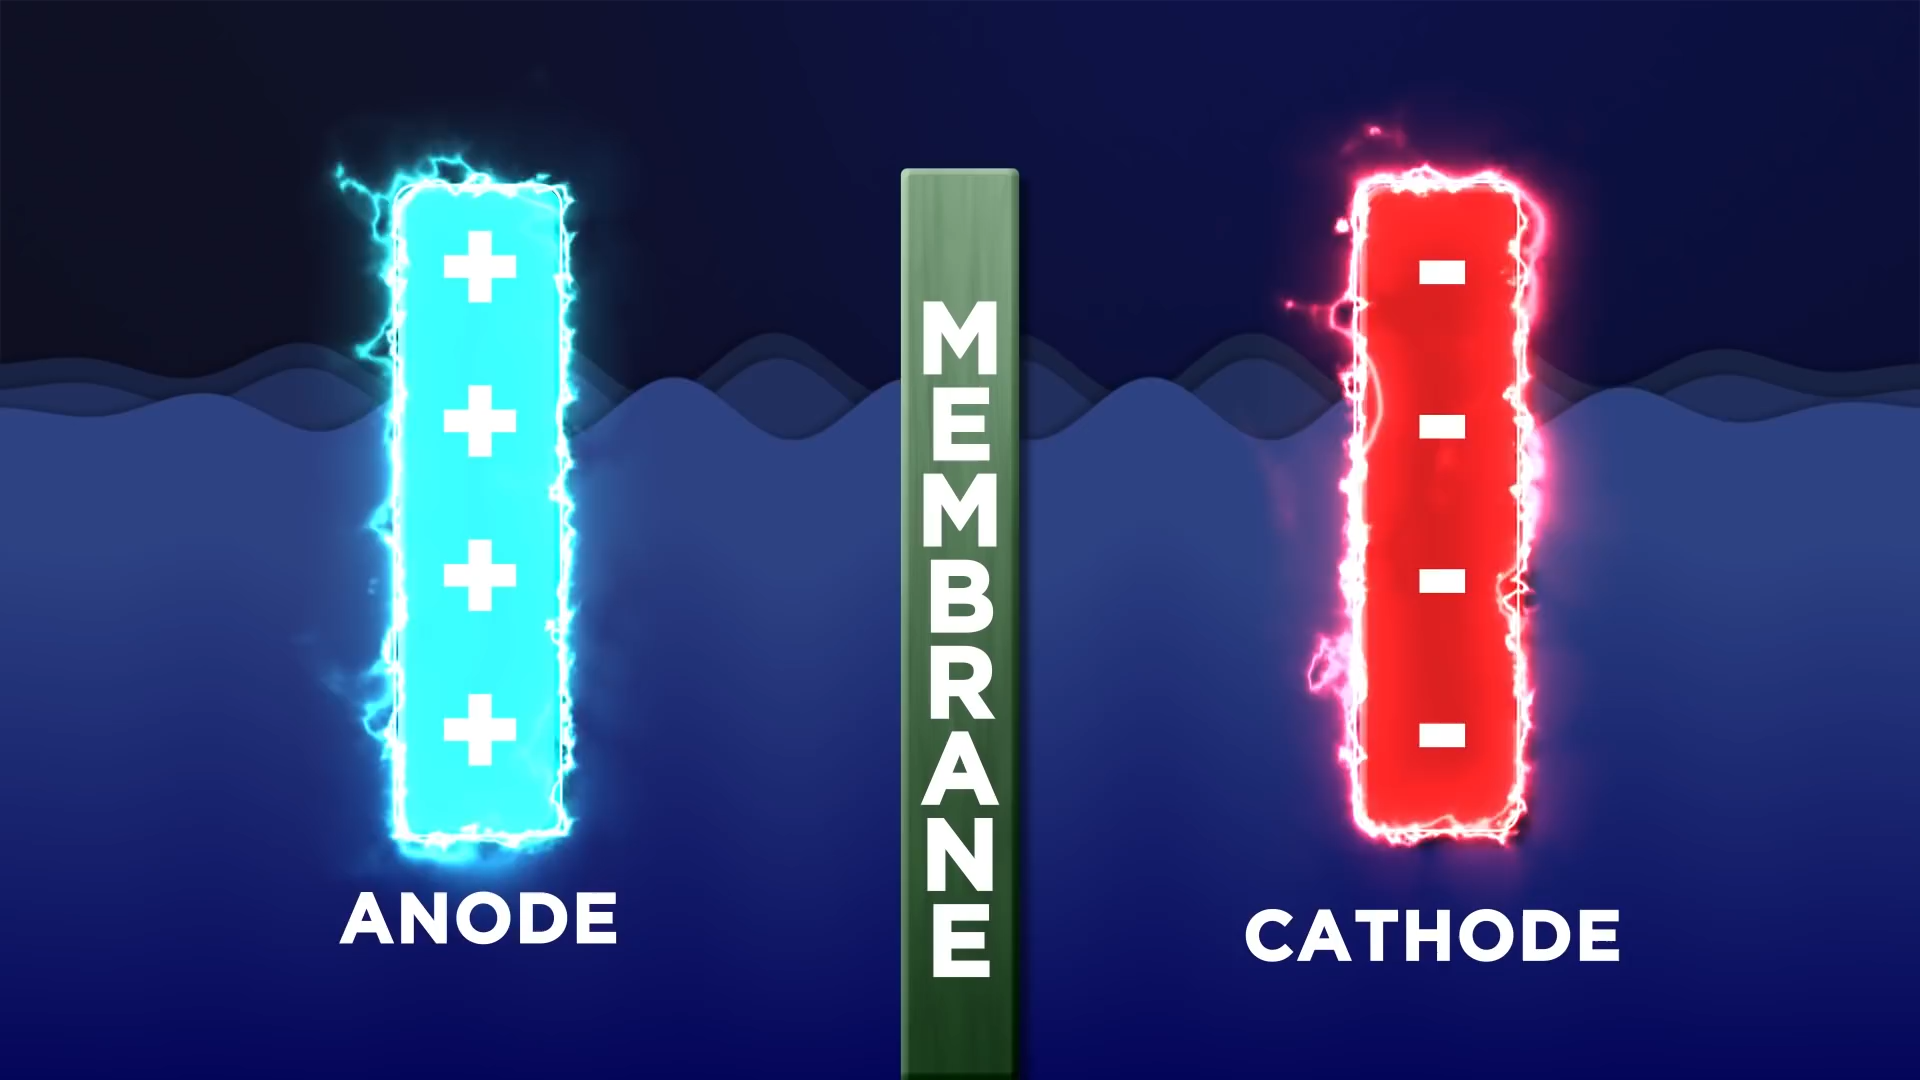 +
+
+
+
ANODE
MEMBRANE
-
-
-
-
CATHODE